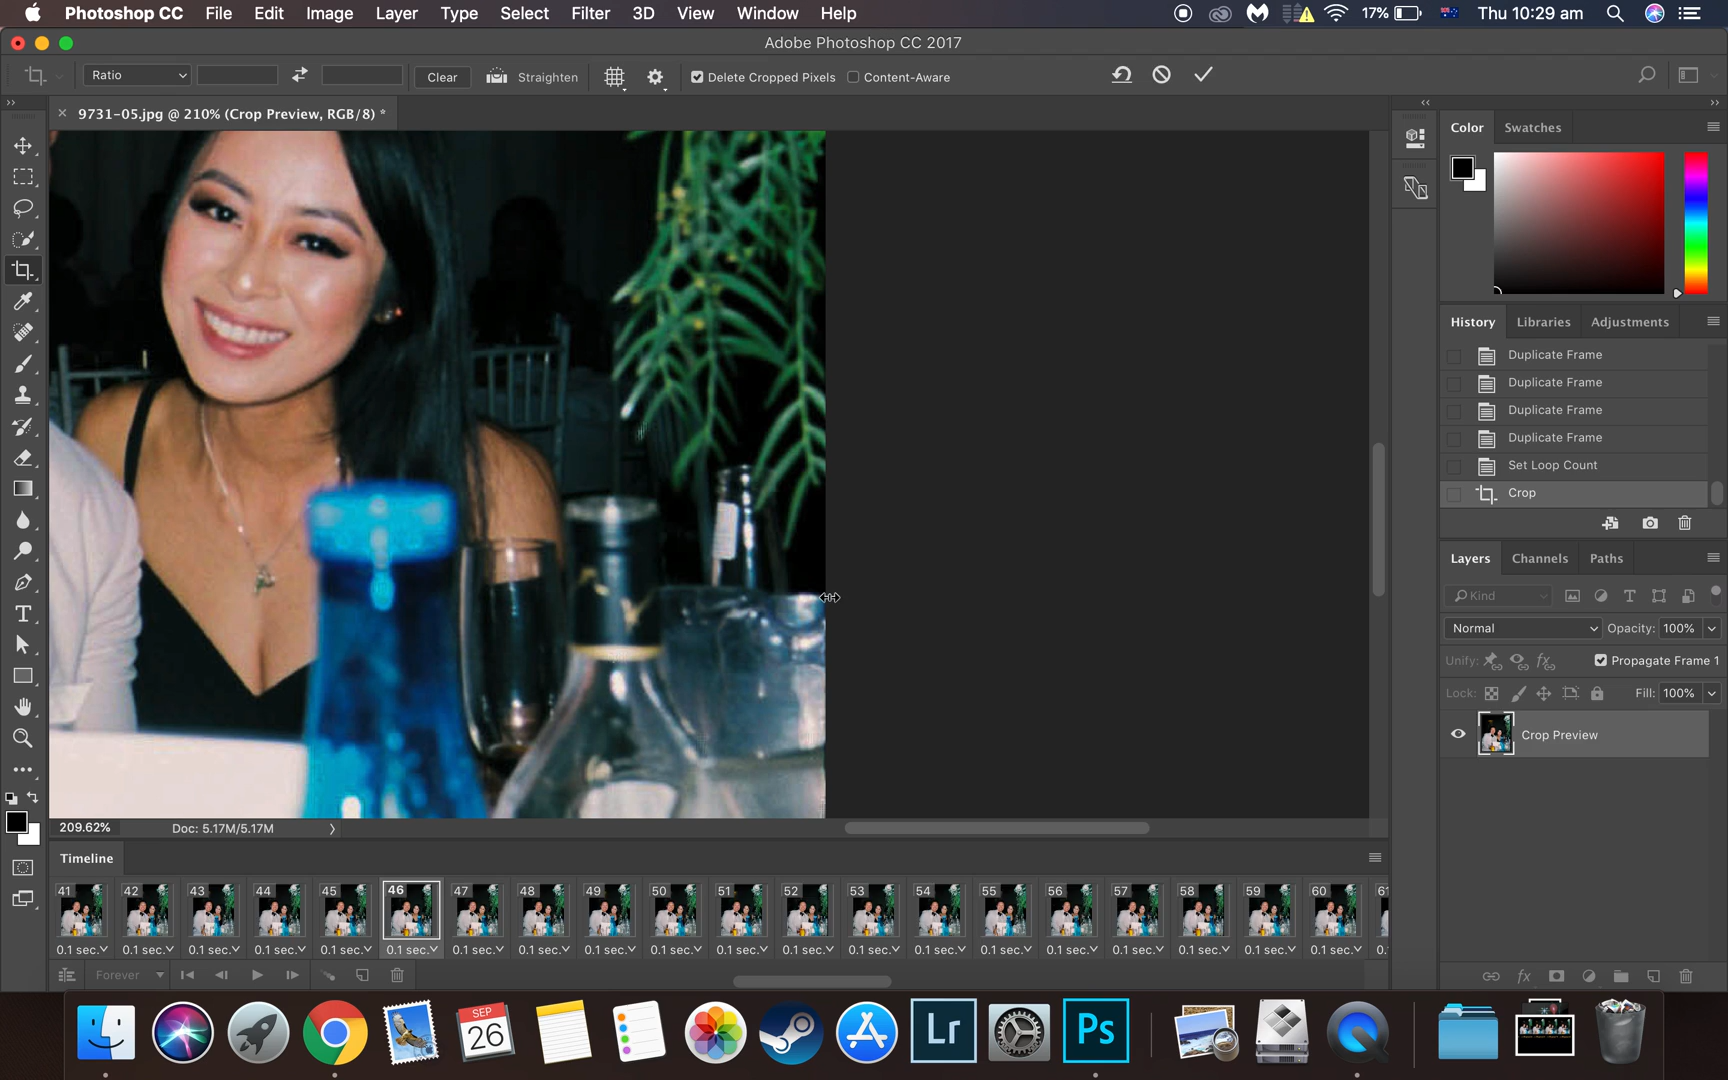 Photoshop CC File Edit Image Layer Type Select Filter 3D View Window Help 17% Thu 10:29 am
Adobe Photoshop CC 2017
Ratio Clear Straighten Delete Cropped Pixels Content-Aware
× 9731-05.jpg @ 210% (Crop Preview, RGB/8) *
Color Swatches
History Libraries Adjustments
Duplicate Frame
Duplicate Frame
Duplicate Frame
Duplicate Frame
Set Loop Count
Crop
Layers Channels Paths
Kind
Normal Opacity: 100%
Unify: Propagate Frame 1
Lock: Fill: 100%
Crop Preview
209.62% Doc: 5.17M/5.17M
Timeline
41 42 43 44 45 46 47 48 49 50 51 52 53 54 55 56 57 58 59 60 61
0.1 sec. 0.1 sec. 0.1 sec. 0.1 sec. 0.1 sec. 0.1 sec. 0.1 sec. 0.1 sec. 0.1 sec. 0.1 sec. 0.1 sec. 0.1 sec. 0.1 sec. 0.1 sec. 0.1 sec. 0.1 sec. 0.1 sec. 0.1 sec. 0.1 sec. 0.1 sec.
Forever
SEP
26
Lr
Ps